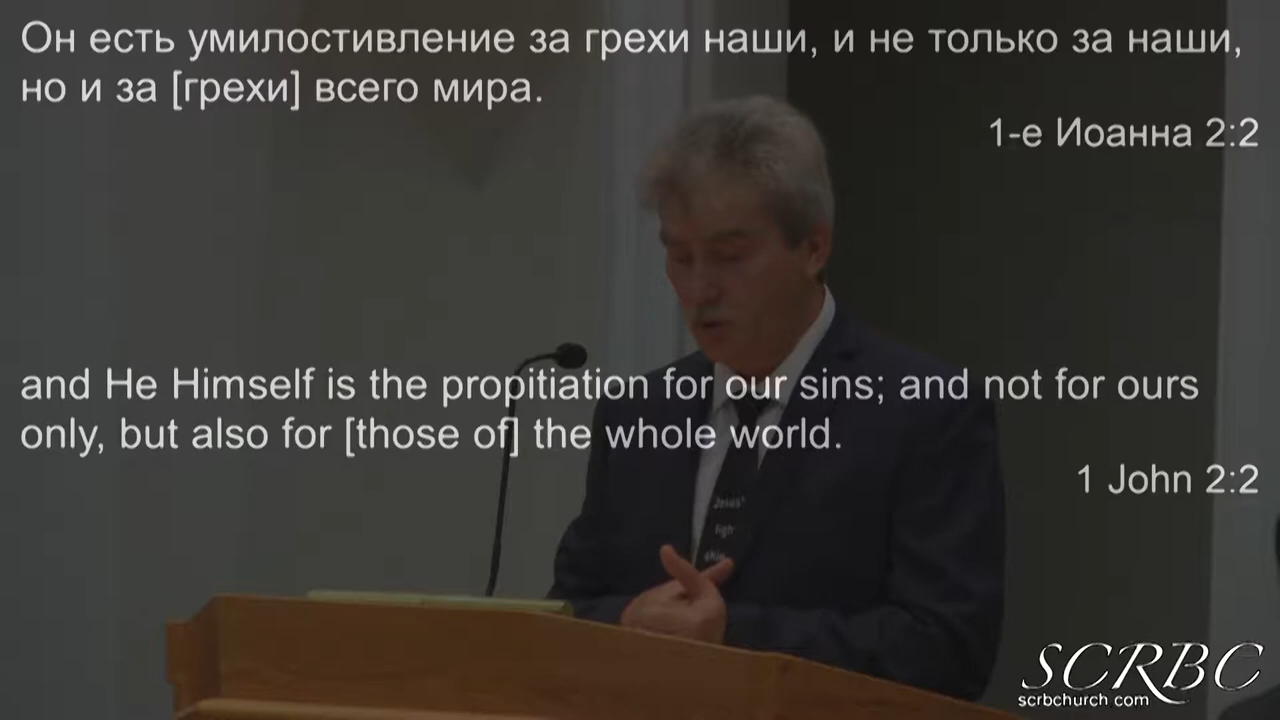 Он есть умилостивление за грехи наши, и не только за наши,
но и за [грехи] всего мира.
1-е Иоанна 2:2
and He Himself is the propitiation for our sins; and not for ours
only, but also for [those of] the whole world.
1 John 2:2
Jesus'
ligh
SCRBC
scrbchurch.com